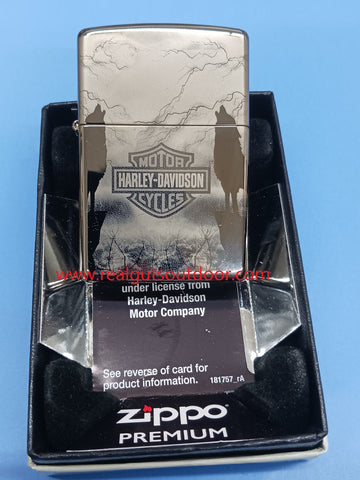 MOTOR
HARLEY-DAVIDSON
CYCLES
www.realgutsoutdoor.com
under license from
Harley-Davidson
Motor Company
See reverse of card for
product information. 181757_rA
Zippo
PREMIUM